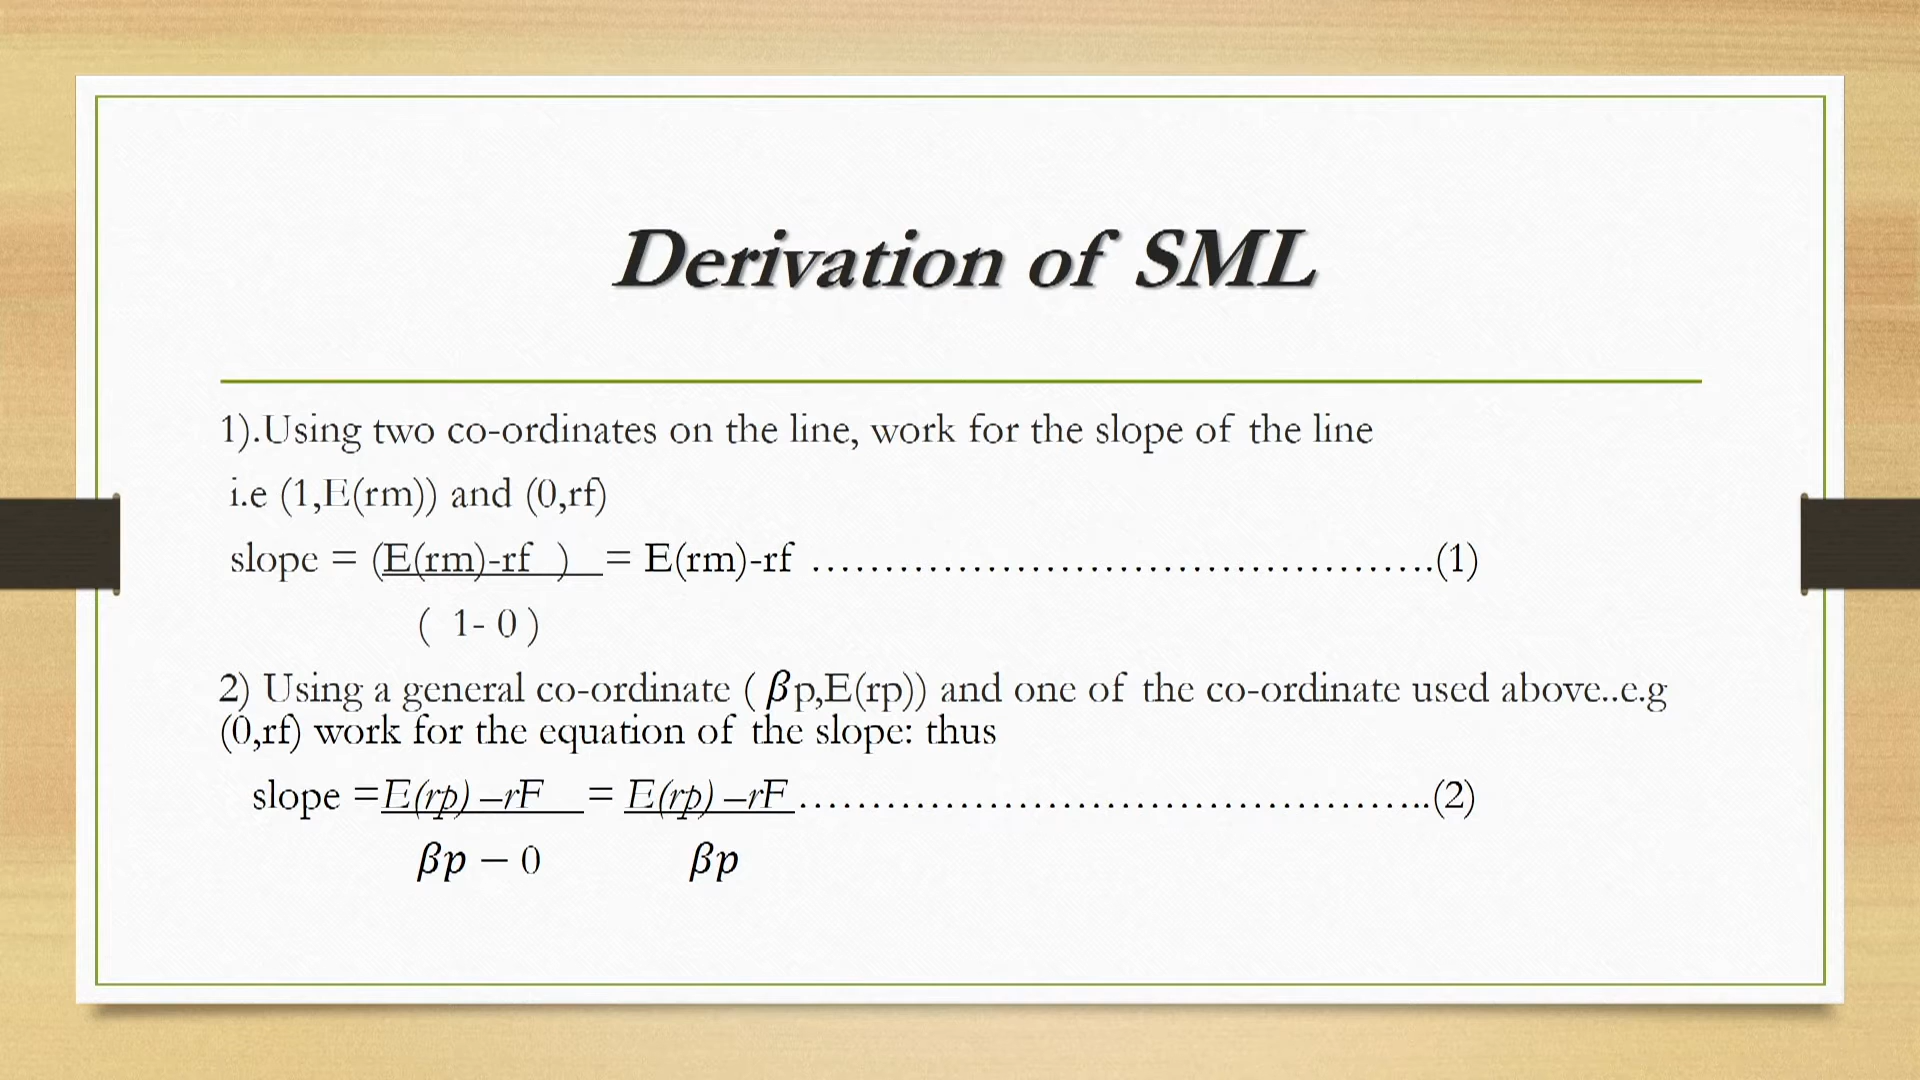 Derivation of SML
1).Using two co-ordinates on the line, work for the slope of the line
i.e (1,E(rm)) and (0,rf)
slope = (E(rm)-rf ) = E(rm)-rf ……………………………………….(1)
( 1- 0 )
2) Using a general co-ordinate ( βp,E(rp)) and one of the co-ordinate used above..e.g
(0,rf) work for the equation of the slope: thus
slope =E(rp) –rF = E(rp) –rF………………………………………..(2)
βp − 0 βp